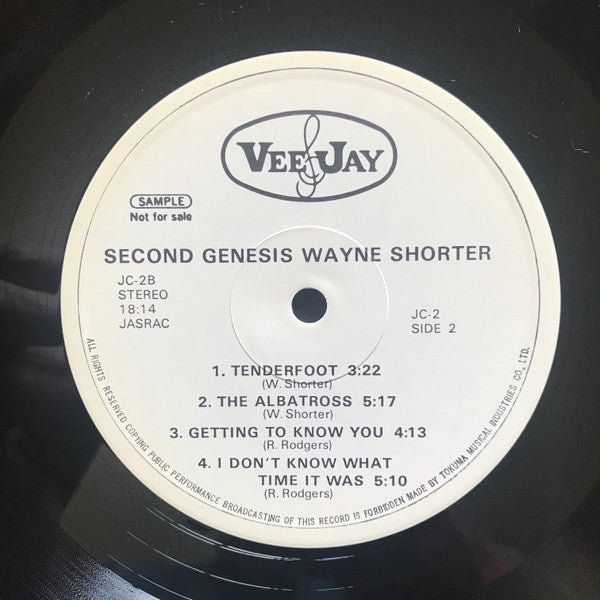 VEE JAY
SAMPLE
Not for sale
SECOND GENESIS WAYNE SHORTER
JC-2B
STEREO
18:14
JASRAC
JC-2
SIDE 2
1. TENDERFOOT 3:22
(W. Shorter)
2. THE ALBATROSS 5:17
(W. Shorter)
3. GETTING TO KNOW YOU 4:13
(R. Rodgers)
4. I DON'T KNOW WHAT
TIME IT WAS 5:10
(R. Rodgers)
ALL RIGHTS RESERVED COPYING PUBLIC PERFORMANCE BROADCASTING OF THIS RECORD IS FORBIDDEN MADE BY TOKUMA MUSICAL INDUSTRIES CO., LTD.